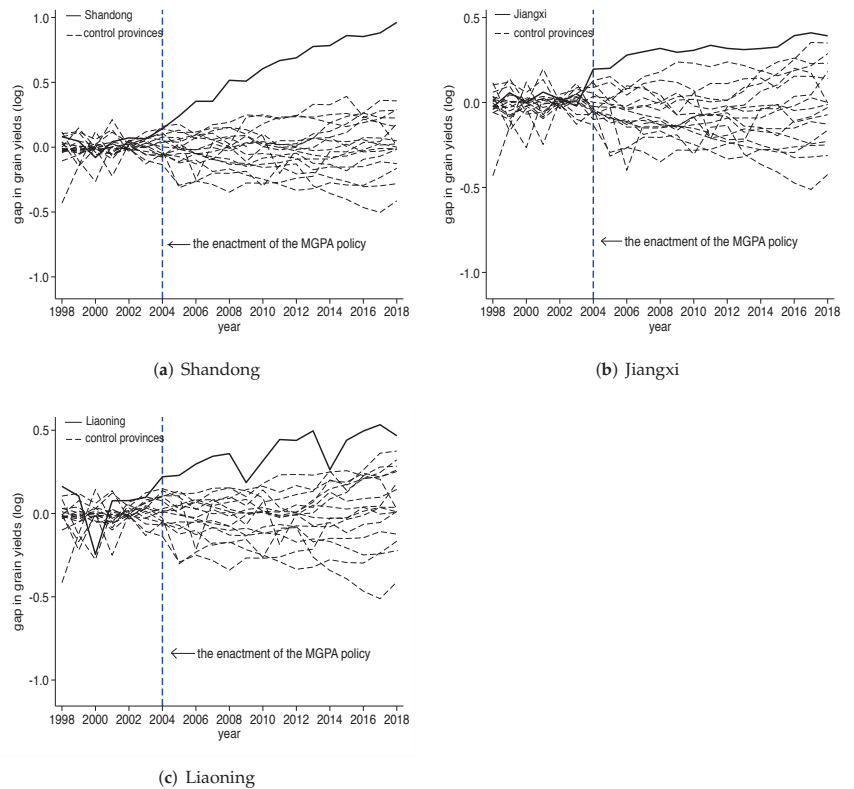 Shandong
control provinces
1.0
0.5
0.0
-0.5
-1.0
gap in grain yields (log)
the enactment of the MGPA policy
1998 2000 2002 2004 2006 2008 2010 2012 2014 2016 2018
year
(a) Shandong
Jiangxi
control provinces
0.5
0.0
-0.5
-1.0
gap in grain yields (log)
the enactment of the MGPA policy
1998 2000 2002 2004 2006 2008 2010 2012 2014 2016 2018
year
(b) Jiangxi
Liaoning
control provinces
0.5
0.0
-0.5
-1.0
gap in grain yields (log)
the enactment of the MGPA policy
1998 2000 2002 2004 2006 2008 2010 2012 2014 2016 2018
year
(c) Liaoning